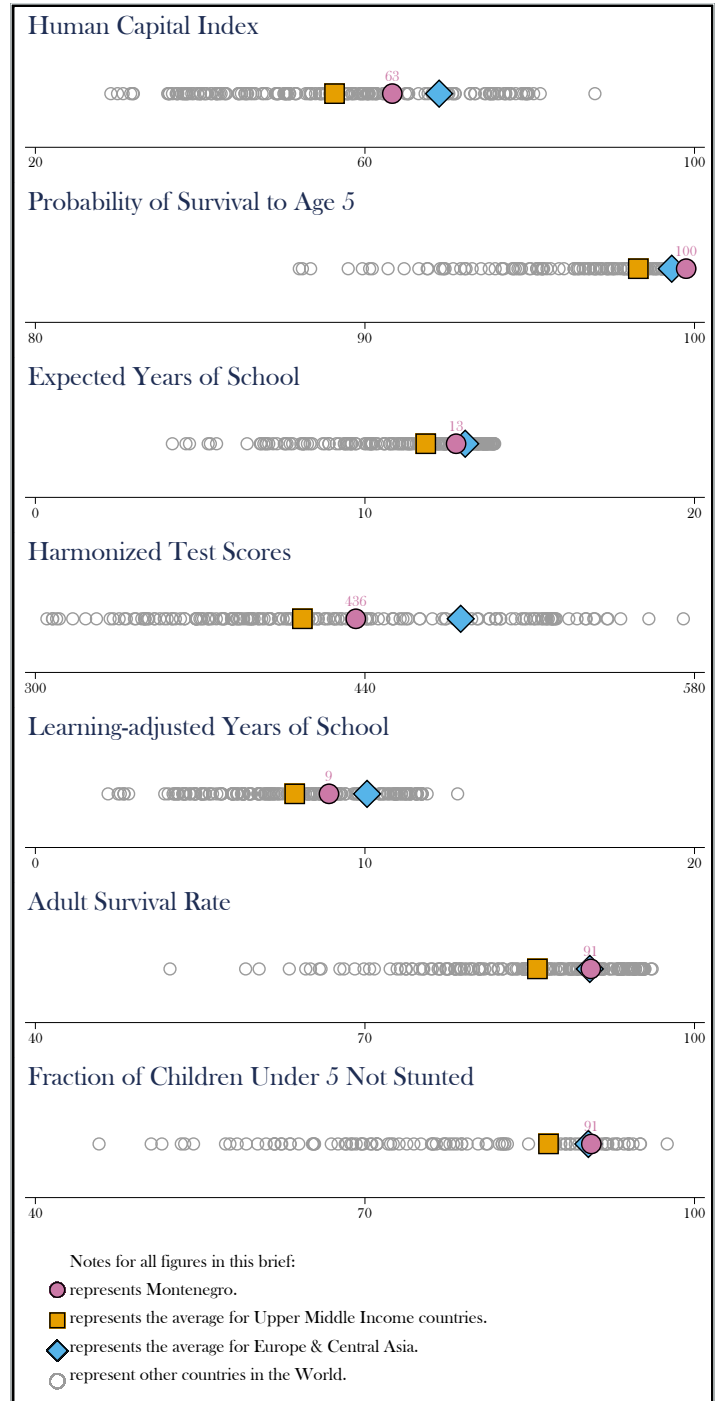 Human Capital Index
63
20 60 100
Probability of Survival to Age 5
100
80 90 100
Expected Years of School
13
0 10 20
Harmonized Test Scores
436
300 440 580
Learning-adjusted Years of School
9
0 10 20
Adult Survival Rate
91
40 70 100
Fraction of Children Under 5 Not Stunted
91
40 70 100
Notes for all figures in this brief:
represents Montenegro.
represents the average for Upper Middle Income countries.
represents the average for Europe & Central Asia.
represent other countries in the World.